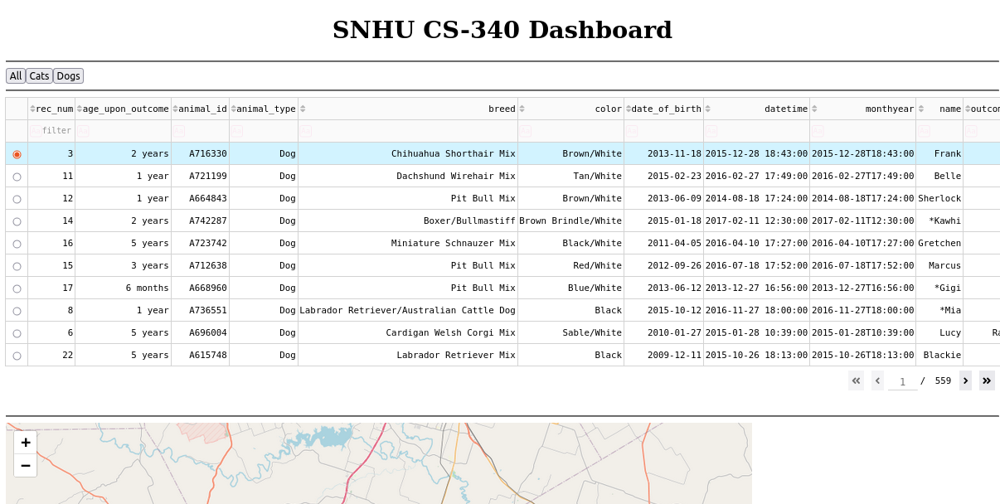 SNHU CS-340 Dashboard
All Cats Dogs
rec_num age_upon_outcome animal_id animal_type breed color date_of_birth datetime monthyear name outcom
Aa filter Aa Aa Aa Aa Aa Aa Aa Aa Aa Aa
3 2 years A716330 Dog Chihuahua Shorthair Mix Brown/White 2013-11-18 2015-12-28 18:43:00 2015-12-28T18:43:00 Frank
11 1 year A721199 Dog Dachshund Wirehair Mix Tan/White 2015-02-23 2016-02-27 17:49:00 2016-02-27T17:49:00 Belle
12 1 year A664843 Dog Pit Bull Mix Brown/White 2013-06-09 2014-08-18 17:24:00 2014-08-18T17:24:00 Sherlock
14 2 years A742287 Dog Boxer/Bullmastiff Brown Brindle/White 2015-01-18 2017-02-11 12:30:00 2017-02-11T12:30:00 *Kawhi
16 5 years A723742 Dog Miniature Schnauzer Mix Black/White 2011-04-05 2016-04-10 17:27:00 2016-04-10T17:27:00 Gretchen
15 3 years A712638 Dog Pit Bull Mix Red/White 2012-09-26 2016-07-18 17:52:00 2016-07-18T17:52:00 Marcus
17 6 months A668960 Dog Pit Bull Mix Blue/White 2013-06-12 2013-12-27 16:56:00 2013-12-27T16:56:00 *Gigi
8 1 year A736551 Dog Labrador Retriever/Australian Cattle Dog Black 2015-10-12 2016-11-27 18:00:00 2016-11-27T18:00:00 *Mia
6 5 years A696004 Dog Cardigan Welsh Corgi Mix Sable/White 2010-01-27 2015-01-28 10:39:00 2015-01-28T10:39:00 Lucy Ra
22 5 years A615748 Dog Labrador Retriever Mix Black 2009-12-11 2015-10-26 18:13:00 2015-10-26T18:13:00 Blackie
« ‹ 1 / 559 › »
+
−